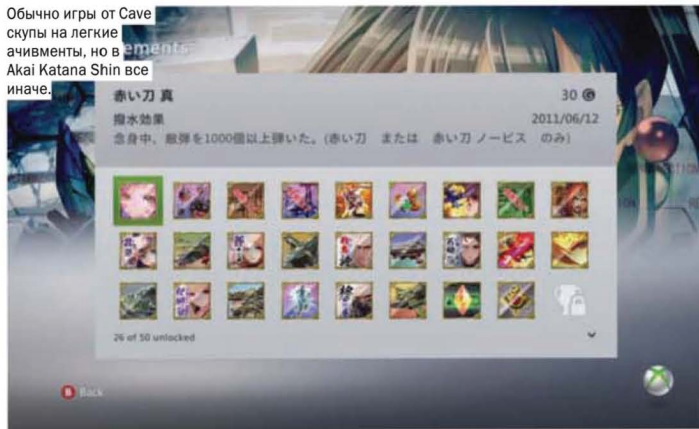 Обычно игры от Cave
скупы на легкие
ачивменты, но в
Akai Katana Shin все
иначе.
ements
赤い刀 真
30 G
撥水効果
2011/06/12
念身中、敵弾を1000個以上弾いた。(赤い刀 または 赤い刀 ノービス のみ)
26 of 50 unlocked
B Back